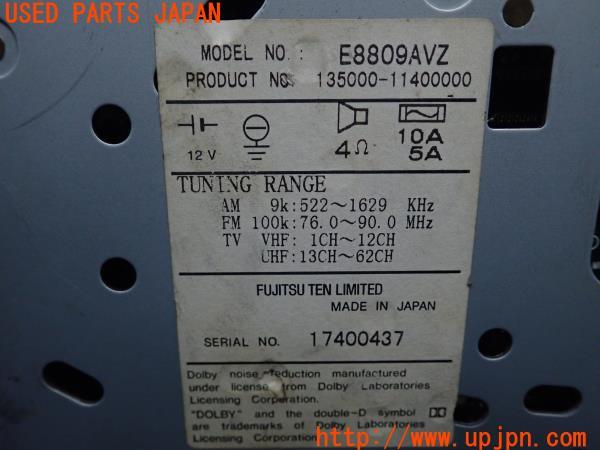 USED PARTS JAPAN
MODEL NO. : E8809AVZ
PRODUCT NO. 135000-11400000
12 V
4Ω
10A
5A
TUNING RANGE
AM 9k:522～1629 KHz
FM 100k:76.0～90.0 MHz
TV VHF: 1CH～12CH
UHF:13CH～62CH
FUJITSU TEN LIMITED
MADE IN JAPAN
SERIAL NO. 17400437
Dolby noise reduction manufactured
under license from Dolby Laboratories
Licensing Corporation.
"DOLBY" and the double-D symbol
are trademarks of Dolby Laboratories
Licensing Corporation.
http://www.upjpn.com/